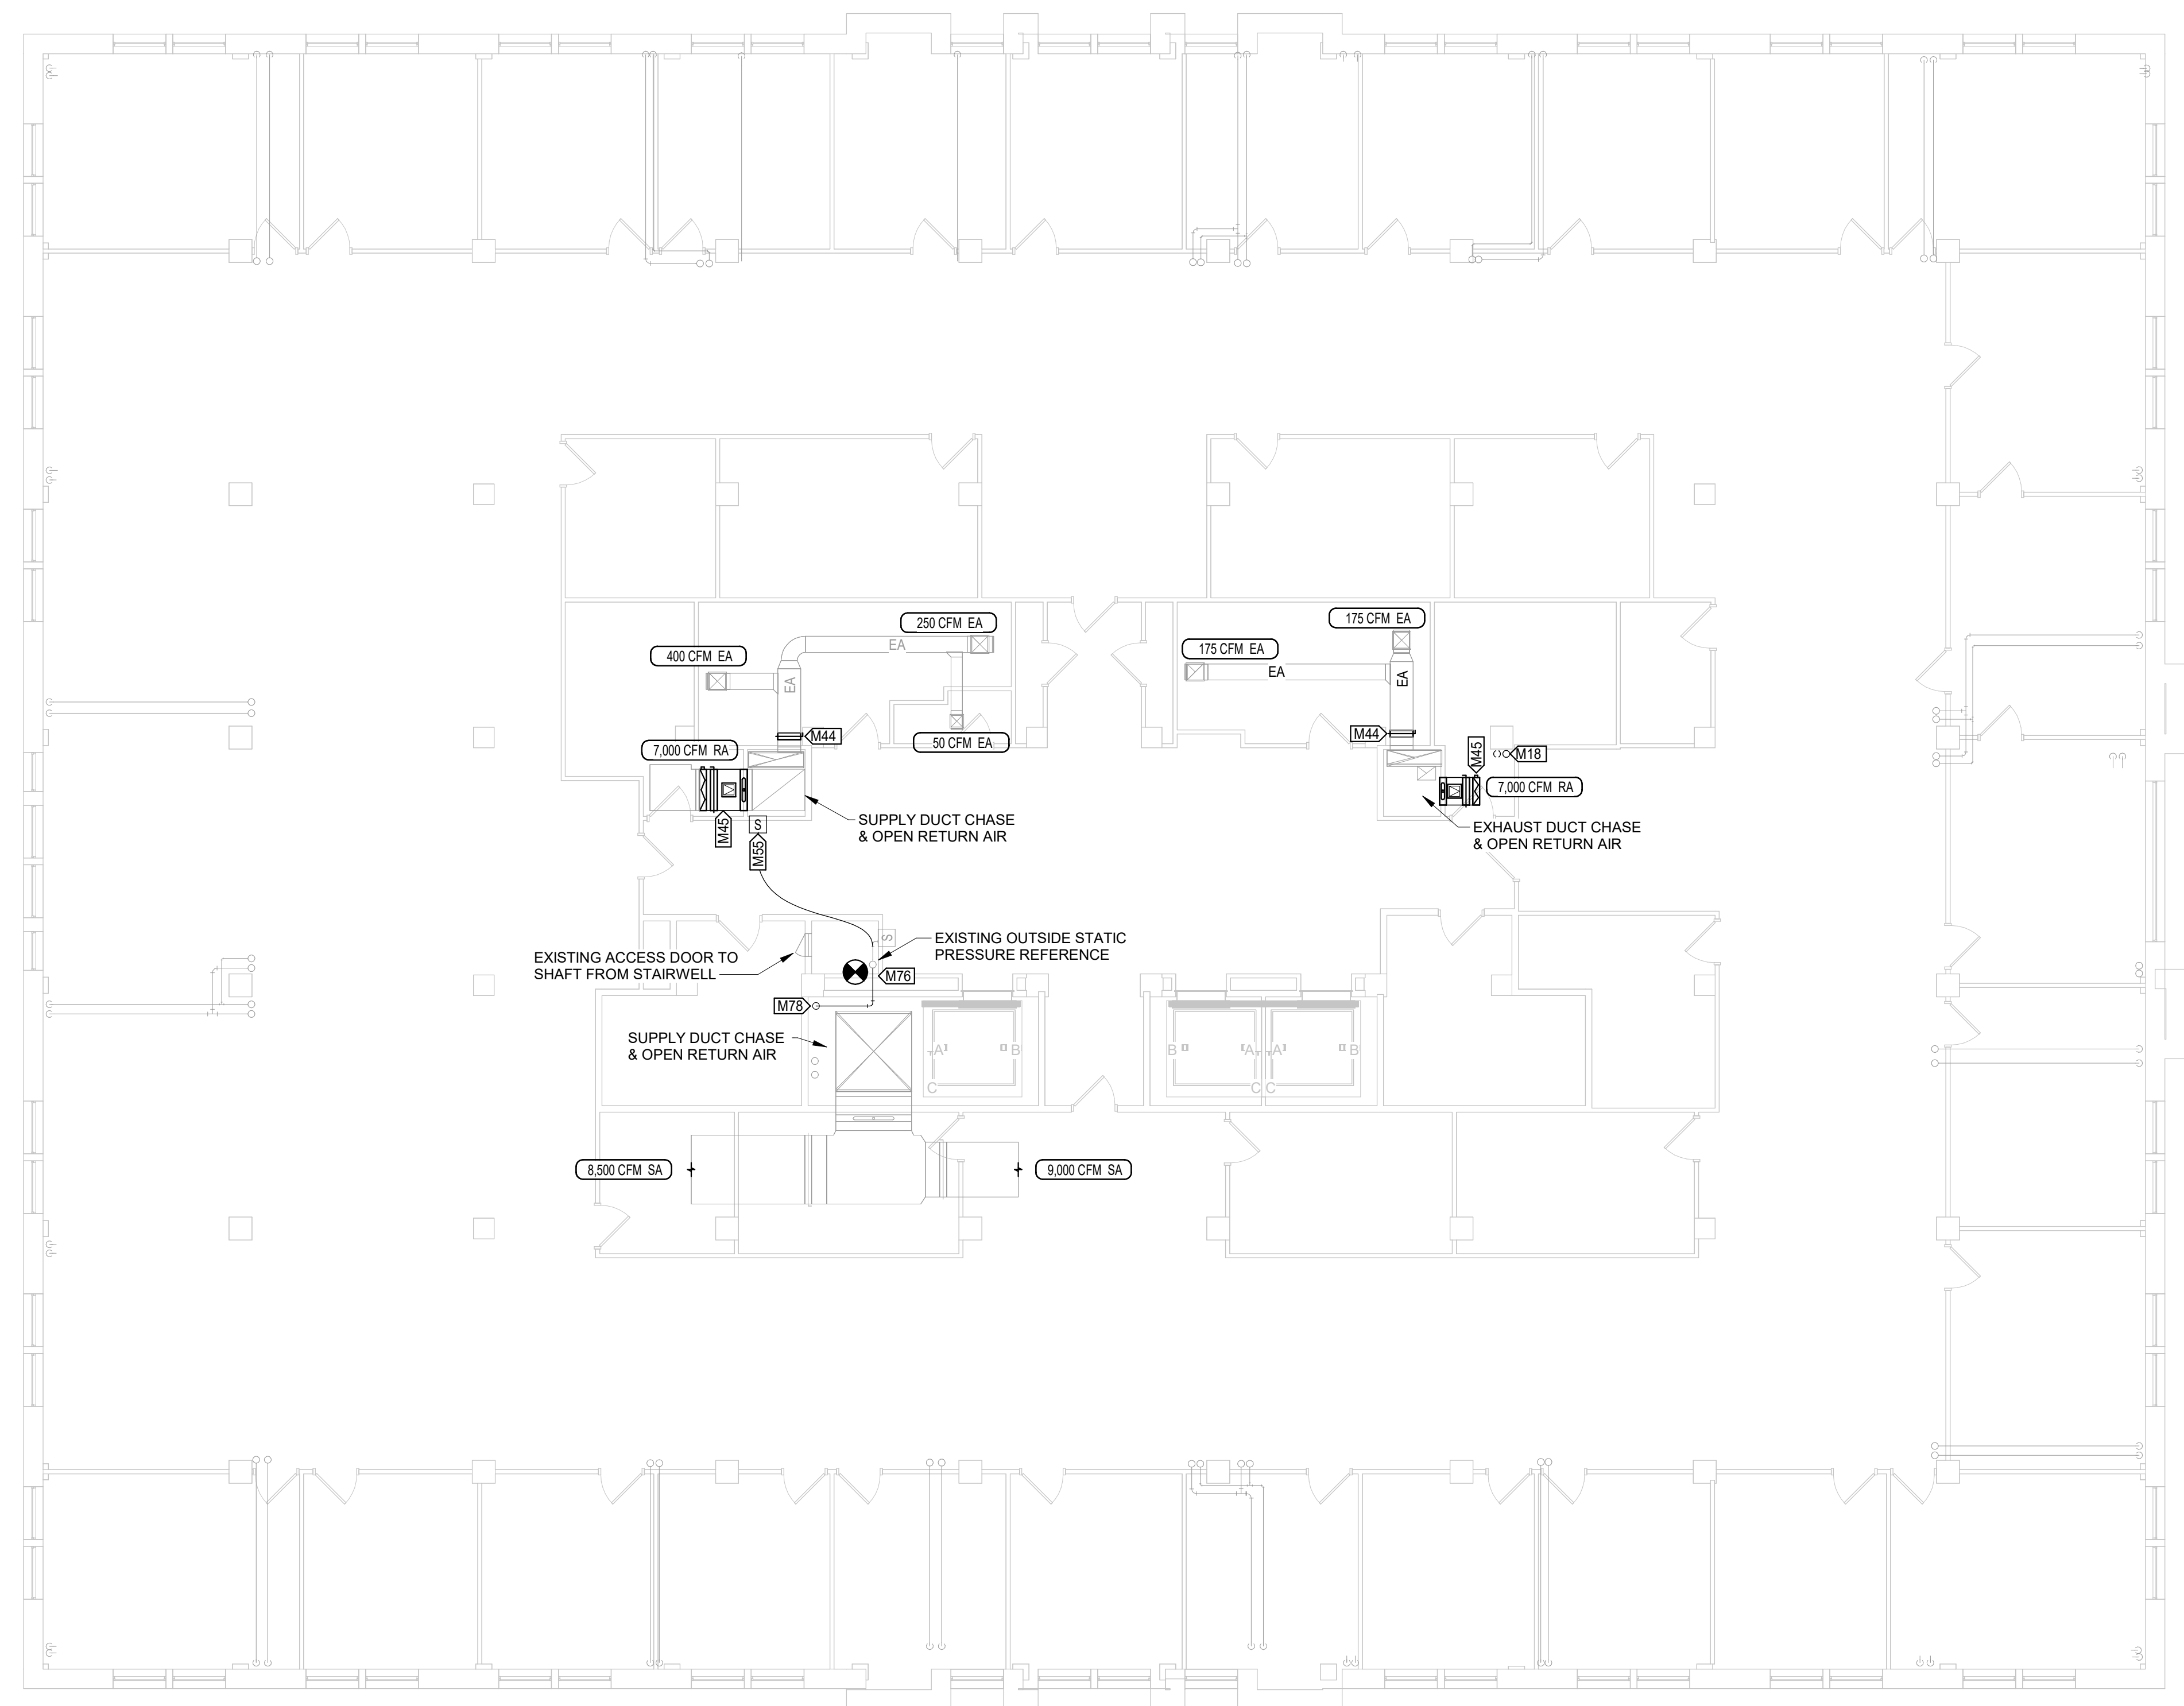 250 CFM EA
175 CFM EA
EA
400 CFM EA
175 CFM EA
EA
EA
EA
M44
M44
50 CFM EA
7,000 CFM RA
M45
M18
7,000 CFM RA
M45
S
M55
SUPPLY DUCT CHASE
& OPEN RETURN AIR
EXHAUST DUCT CHASE
& OPEN RETURN AIR
S
EXISTING OUTSIDE STATIC
PRESSURE REFERENCE
EXISTING ACCESS DOOR TO
SHAFT FROM STAIRWELL
M76
M78
SUPPLY DUCT CHASE
& OPEN RETURN AIR
A B
B A A B
C
C C
8,500 CFM SA
9,000 CFM SA